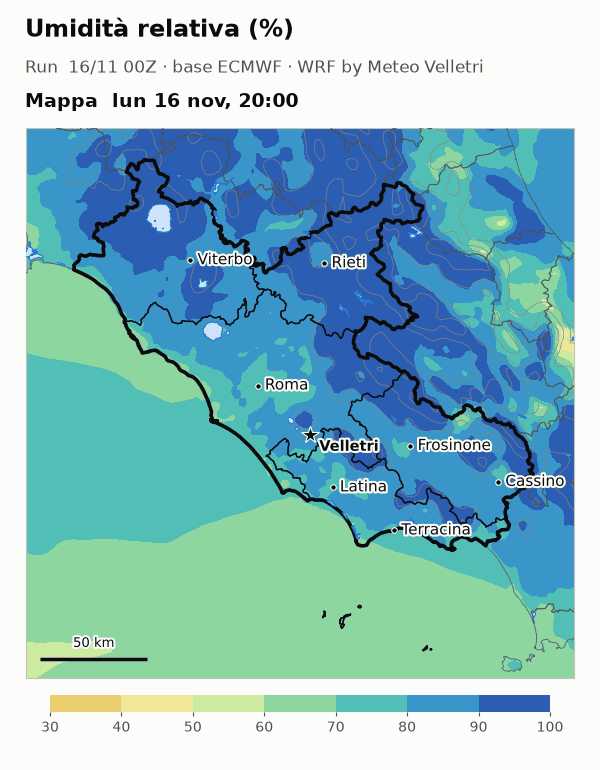 Umidità relativa (%)
Run  16/11 00Z · base ECMWF · WRF by Meteo Velletri
Mappa  lun 16 nov, 20:00
Viterbo
Rieti
Roma
Velletri
Frosinone
Latina
Cassino
Terracina
50 km
30 40 50 60 70 80 90 100